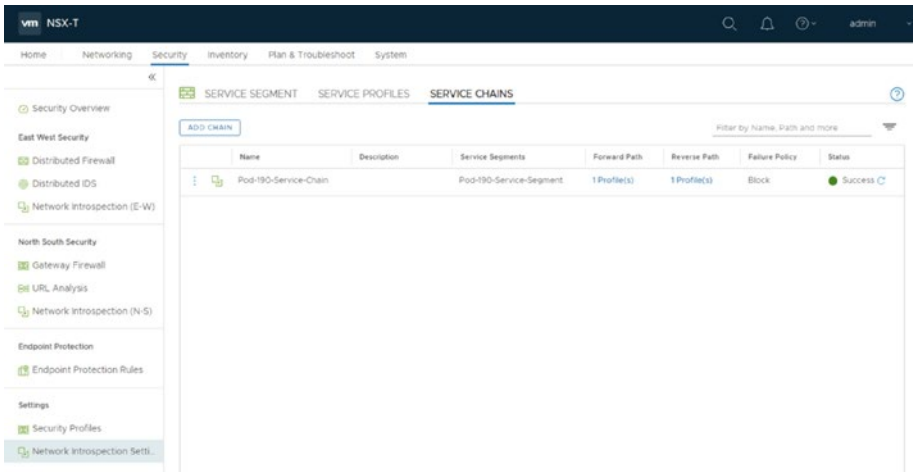 vm NSX-T admin
Home Networking Security Inventory Plan & Troubleshoot System
Security Overview
East West Security
Distributed Firewall
Distributed IDS
Network Introspection (E-W)
North South Security
Gateway Firewall
URL Analysis
Network Introspection (N-S)
Endpoint Protection
Endpoint Protection Rules
Settings
Security Profiles
Network Introspection Setti...
SERVICE SEGMENT SERVICE PROFILES SERVICE CHAINS
ADD CHAIN Filter by Name, Path and more
Name Description Service Segments Forward Path Reverse Path Failure Policy Status
Pod-190-Service-Chain Pod-190-Service-Segment 1 Profile(s) 1 Profile(s) Block Success